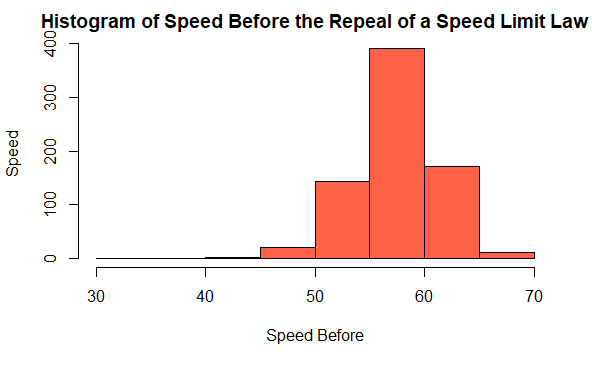 Histogram of Speed Before the Repeal of a Speed Limit Law
Speed
400
300
200
100
0
30 40 50 60 70
Speed Before